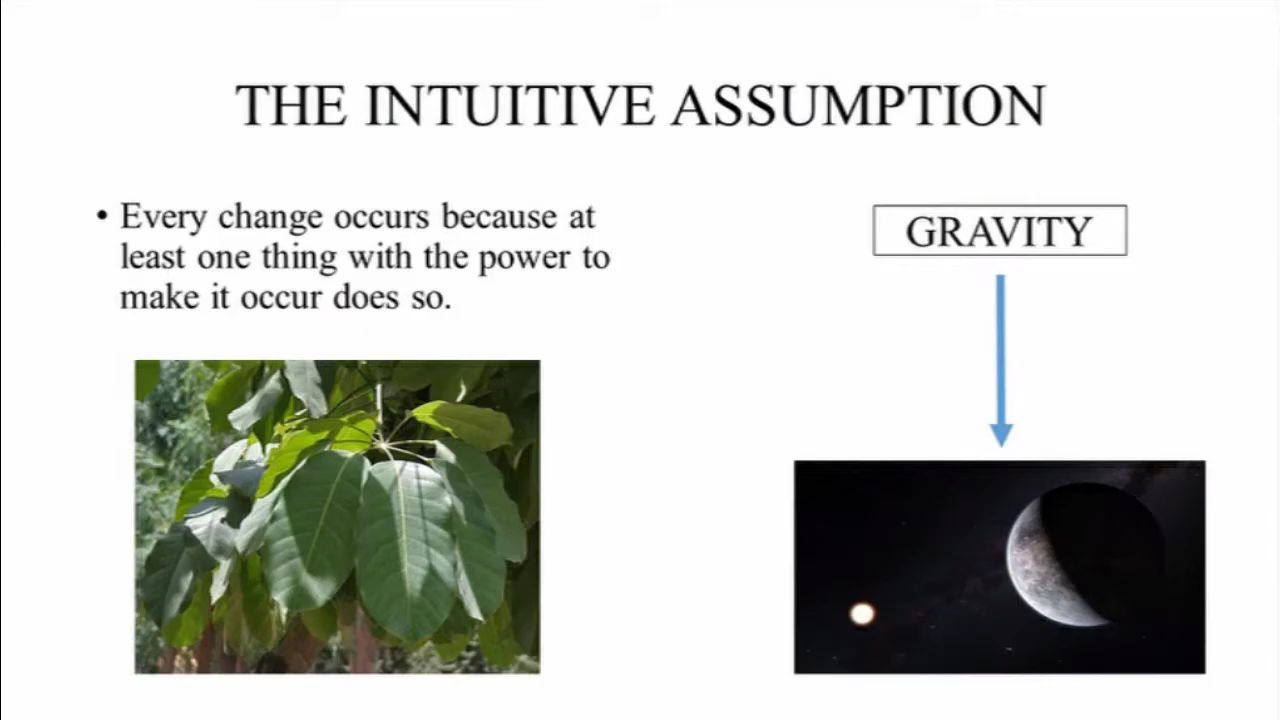 THE INTUITIVE ASSUMPTION
• Every change occurs because at
least one thing with the power to
make it occur does so.
GRAVITY